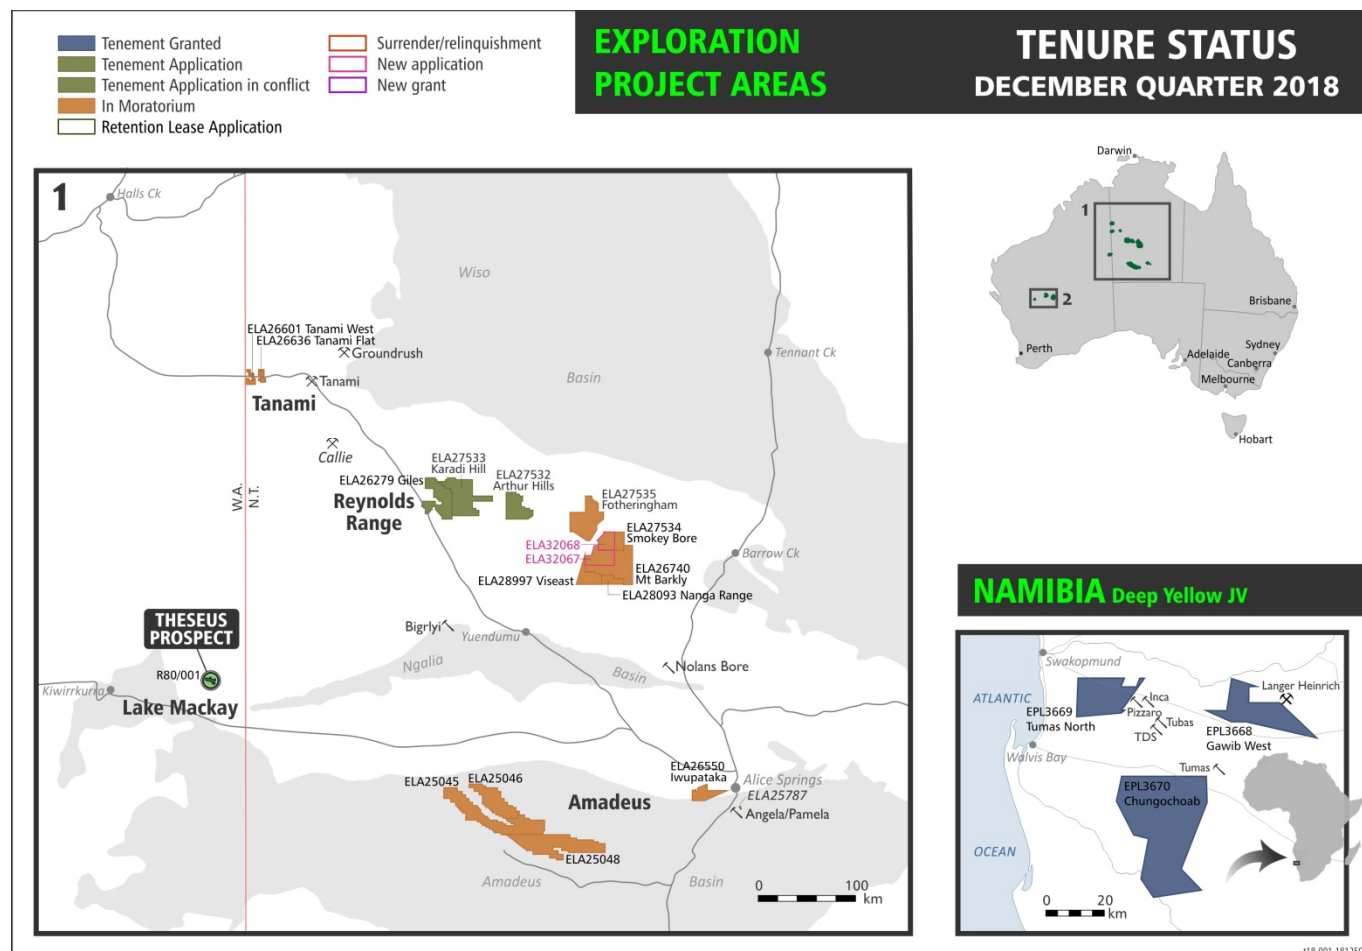 Tenement Granted
Tenement Application
Tenement Application in conflict
In Moratorium
Retention Lease Application
Surrender/relinquishment
New application
New grant
EXPLORATION
PROJECT AREAS
TENURE STATUS
DECEMBER QUARTER 2018
1
Halls Ck
Wiso
Basin
ELA26601 Tanami West
ELA26636 Tanami Flat
Groundrush
Tanami
Tanami
Callie
Tennant Ck
W.A.
N.T.
ELA27533
Karadi Hill
ELA26279 Giles
ELA27532
Arthur Hills
Reynolds
Range
ELA27535
Fotheringham
ELA27534
Smokey Bore
ELA32068
ELA32067
ELA26740
Mt Barkly
ELA28997 Viseast
ELA28093 Nanga Range
Barrow Ck
THESEUS
PROSPECT
R80/001
Kiwirrkurra
Lake Mackay
Bigrlyi
Yuendumu
Ngalia
Basin
Nolans Bore
ELA25045
ELA25046
Amadeus
ELA26550
Iwupataka
Alice Springs
ELA25787
Angela/Pamela
ELA25048
Amadeus
Basin
0 100
km
Darwin
1
2
Brisbane
Perth
Sydney
Adelaide
Canberra
Melbourne
Hobart
NAMIBIA Deep Yellow JV
Swakopmund
ATLANTIC
Langer Heinrich
Inca
Pizzaro
EPL3669
Tumas North
Tubas
TDS
EPL3668
Gawib West
Walvis Bay
Tumas
EPL3670
Chungochoab
OCEAN
0 20
km